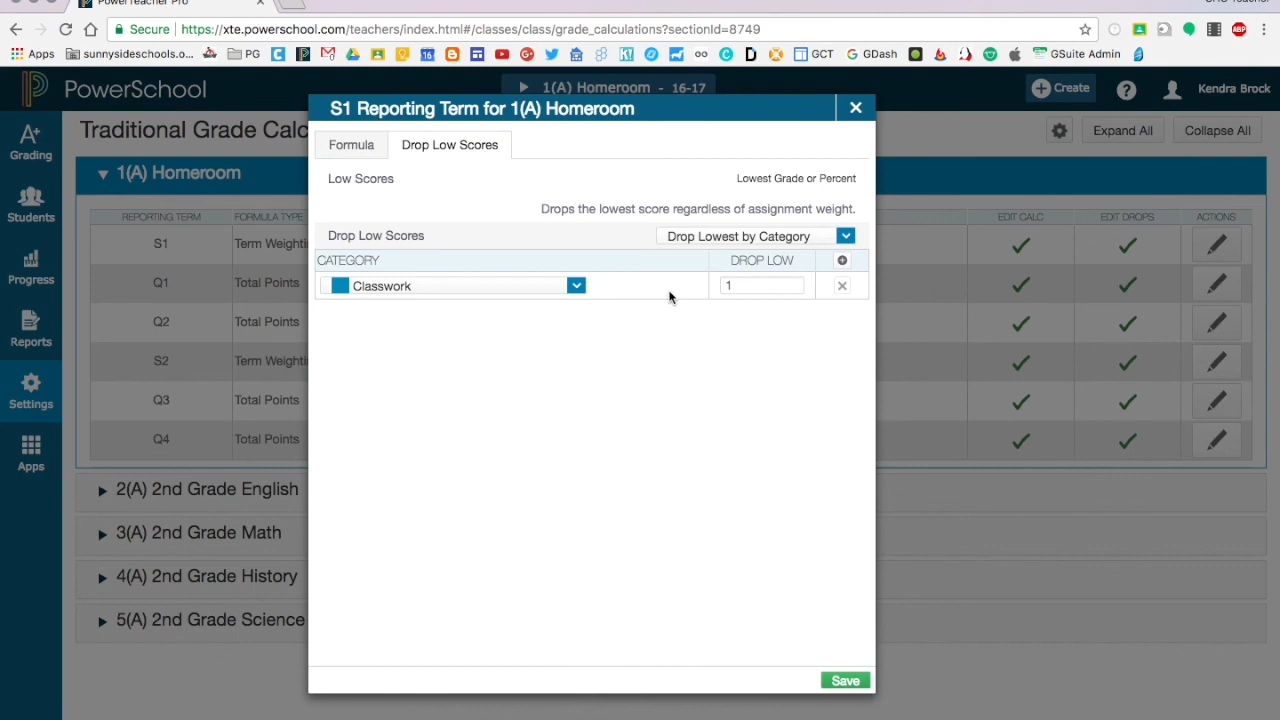 PowerTeacher Pro
Secure https://xte.powerschool.com/teachers/index.html#/classes/class/grade_calculations?sectionId=8749
ABP
Apps sunnysideschools.o... PG GCT GDash GSuite Admin
PowerSchool 1(A) Homeroom - 16-17 Create Kendra Brock
Traditional Grade Calc Expand All Collapse All
S1 Reporting Term for 1(A) Homeroom
Formula Drop Low Scores
Low Scores Lowest Grade or Percent
Drops the lowest score regardless of assignment weight.
Drop Low Scores Drop Lowest by Category
CATEGORY DROP LOW
Classwork 1
Save
Grading
Students
Progress
Reports
Settings
Apps
1(A) Homeroom
REPORTING TERM FORMULA TYPE EDIT CALC EDIT DROPS ACTIONS
S1 Term Weighti
Q1 Total Points
Q2 Total Points
S2 Term Weighti
Q3 Total Points
Q4 Total Points
2(A) 2nd Grade English
3(A) 2nd Grade Math
4(A) 2nd Grade History
5(A) 2nd Grade Science